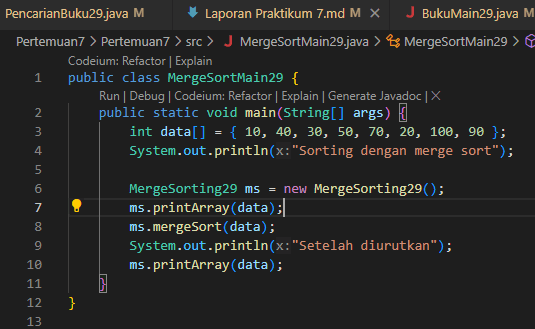 PencarianBuku29.java M Laporan Praktikum 7.md M BukuMain29.java M
Pertemuan7 > Pertemuan7 > src > MergeSortMain29.java > MergeSortMain29 >
Codeium: Refactor | Explain
1 public class MergeSortMain29 {
Run | Debug | Codeium: Refactor | Explain | Generate Javadoc | X
2 public static void main(String[] args) {
3 int data[] = { 10, 40, 30, 50, 70, 20, 100, 90 };
4 System.out.println(x:"Sorting dengan merge sort");
5
6 MergeSorting29 ms = new MergeSorting29();
7 ms.printArray(data);
8 ms.mergeSort(data);
9 System.out.println(x:"Setelah diurutkan");
10 ms.printArray(data);
11 }
12 }
13